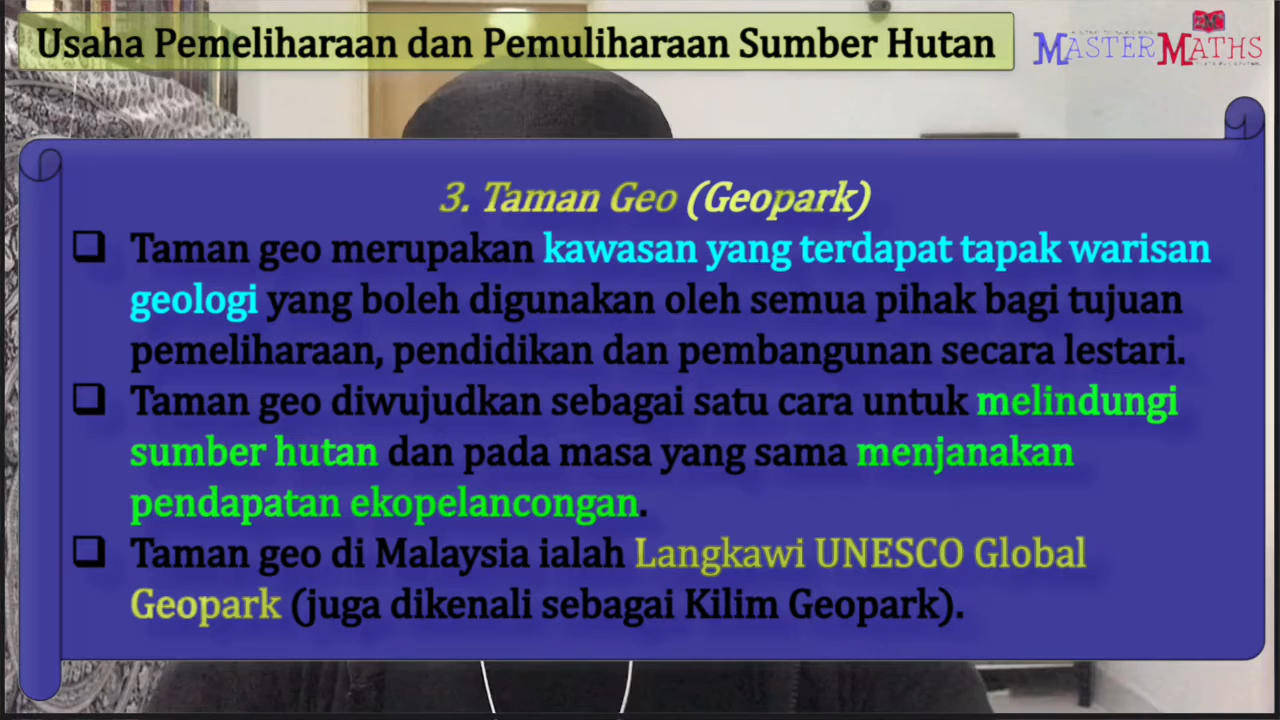 Usaha Pemeliharaan dan Pemuliharaan Sumber Hutan
MASTER MATHS
3. Taman Geo (Geopark)
Taman geo merupakan kawasan yang terdapat tapak warisan
geologi yang boleh digunakan oleh semua pihak bagi tujuan
pemeliharaan, pendidikan dan pembangunan secara lestari.
Taman geo diwujudkan sebagai satu cara untuk melindungi
sumber hutan dan pada masa yang sama menjanakan
pendapatan ekopelancongan.
Taman geo di Malaysia ialah Langkawi UNESCO Global
Geopark (juga dikenali sebagai Kilim Geopark).